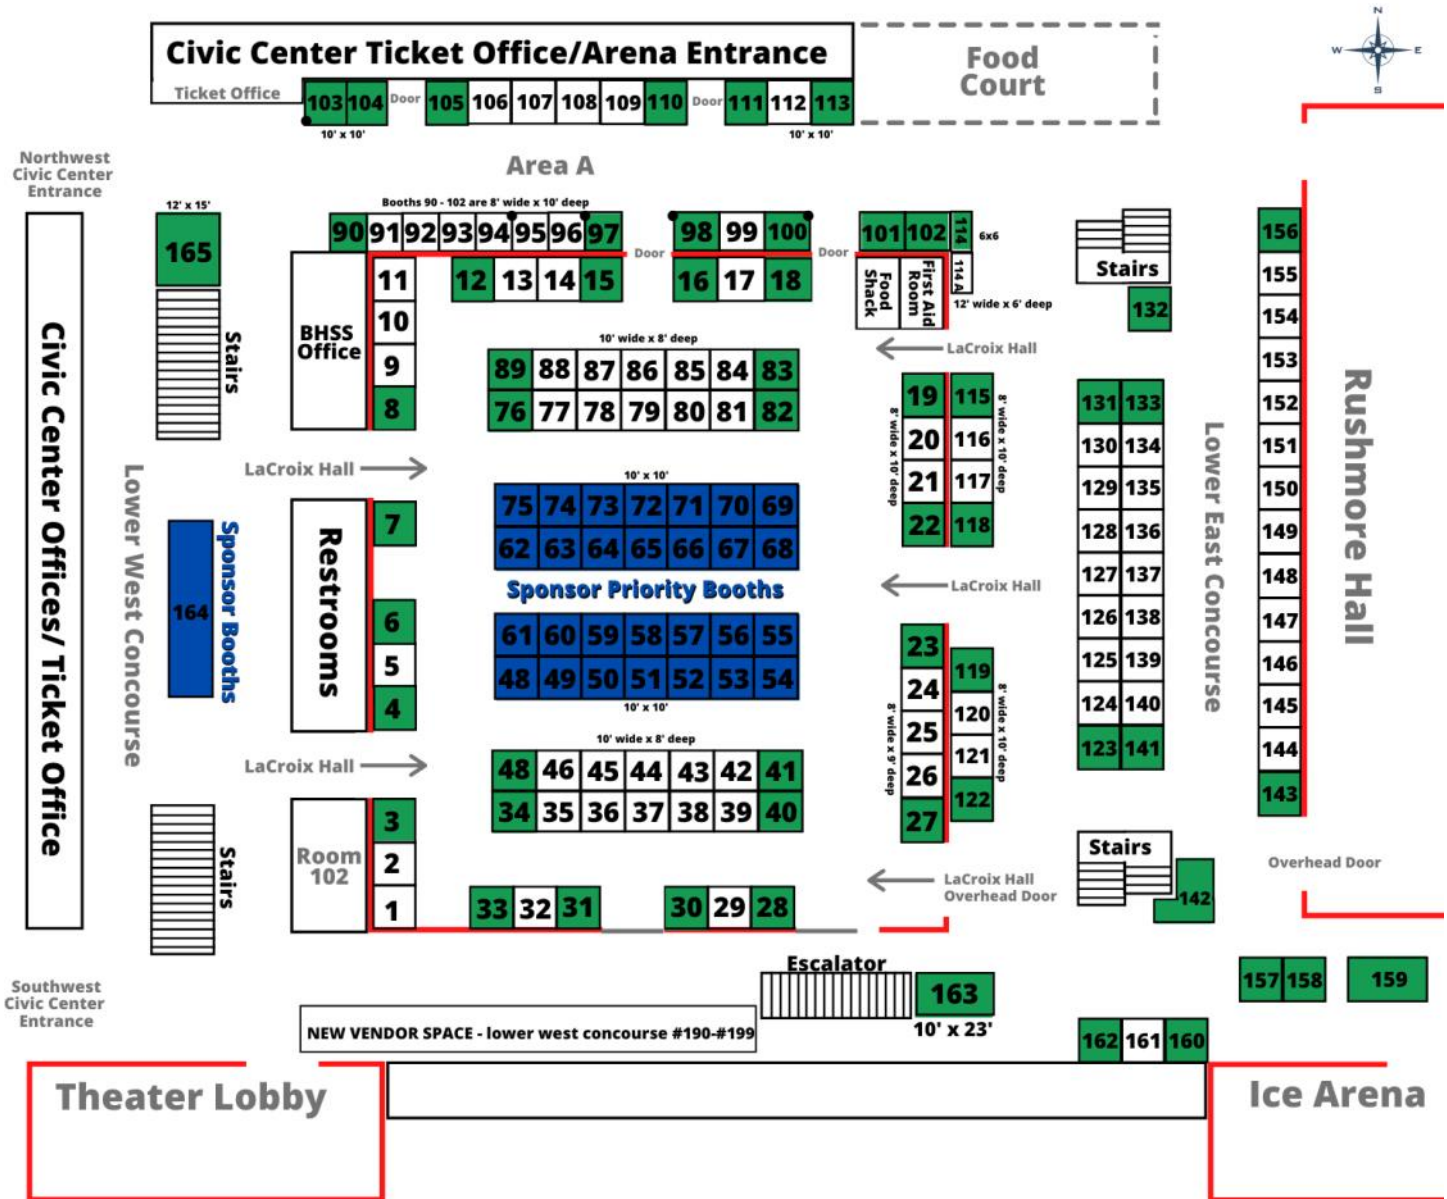 N
W E
S
Civic Center Ticket Office/Arena Entrance
Food
Court
Ticket Office
103 104 Door 105 106 107 108 109 110 Door 111 112 113
10' x 10'
10' x 10'
Area A
Northwest
Civic Center
Entrance
12' x 15'
165
Stairs
Booths 90 - 102 are 8' wide x 10' deep
90 91 92 93 94 95 96 97
Door
98 99 100
Door
101 102 114
6x6
114 A
12' wide x 6' deep
Food
Shack
First Aid
Room
BHSS
Office
11
10
9
8
12 13 14 15
16 17 18
Stairs
132
156
155
154
153
152
151
150
149
148
147
146
145
144
143
10' wide x 8' deep
89 88 87 86 85 84 83
76 77 78 79 80 81 82
LaCroix Hall
19
20
21
22
8' wide x 10' deep
115
116
117
118
8' wide x 10' deep
131 133
130 134
129 135
128 136
127 137
126 138
125 139
124 140
123 141
Lower East Concourse
Rushmore Hall
Civic Center Offices/ Ticket Office
Lower West Concourse
LaCroix Hall
10' x 10'
75 74 73 72 71 70 69
62 63 64 65 66 67 68
Sponsor Priority Booths
61 60 59 58 57 56 55
48 49 50 51 52 53 54
10' x 10'
164
Sponsor Booths
Restrooms
7
6
5
4
LaCroix Hall
23
24
25
26
27
8' wide x 9' deep
119
120
121
122
8' wide x 10' deep
LaCroix Hall
10' wide x 8' deep
48 46 45 44 43 42 41
34 35 36 37 38 39 40
Stairs
Room
102
3
2
1
33 32 31
30 29 28
LaCroix Hall
Overhead Door
Stairs
142
Overhead Door
Southwest
Civic Center
Entrance
Escalator
163
10' x 23'
157 158 159
NEW VENDOR SPACE - lower west concourse #190-#199
162 161 160
Theater Lobby
Ice Arena